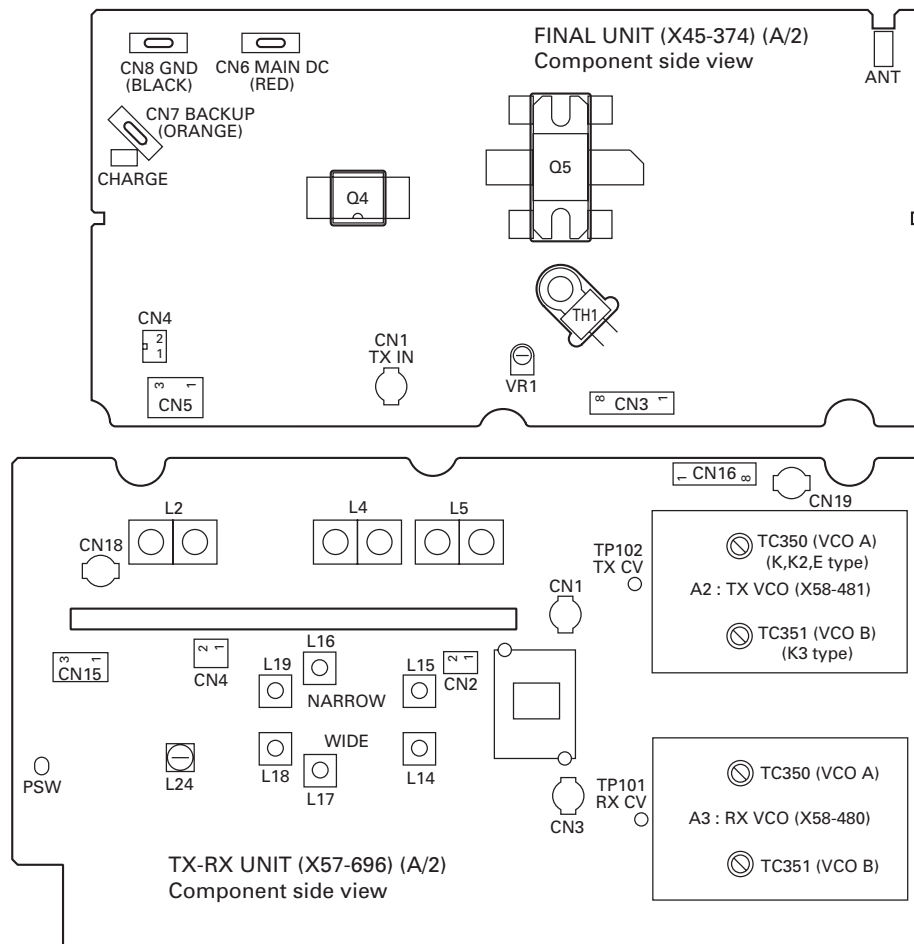 FINAL UNIT (X45-374) (A/2)
Component side view
CN8 GND
(BLACK)
CN6 MAIN DC
(RED)
ANT
CN7 BACKUP
(ORANGE)
CHARGE
Q4
Q5
TH1
CN4
2
1
CN1
TX IN
VR1
3 1
CN5
8 CN3 1
1 CN16 8
CN19
L2
L4
L5
CN18
TP102
TX CV
TC350 (VCO A)
(K,K2,E type)
A2 : TX VCO (X58-481)
TC351 (VCO B)
(K3 type)
CN1
L16
3 1
CN15
2 1
CN4
L19
L15
2 1
CN2
NARROW
WIDE
PSW
L24
L18
L17
L14
CN3
TP101
RX CV
TC350 (VCO A)
A3 : RX VCO (X58-480)
TC351 (VCO B)
TX-RX UNIT (X57-696) (A/2)
Component side view